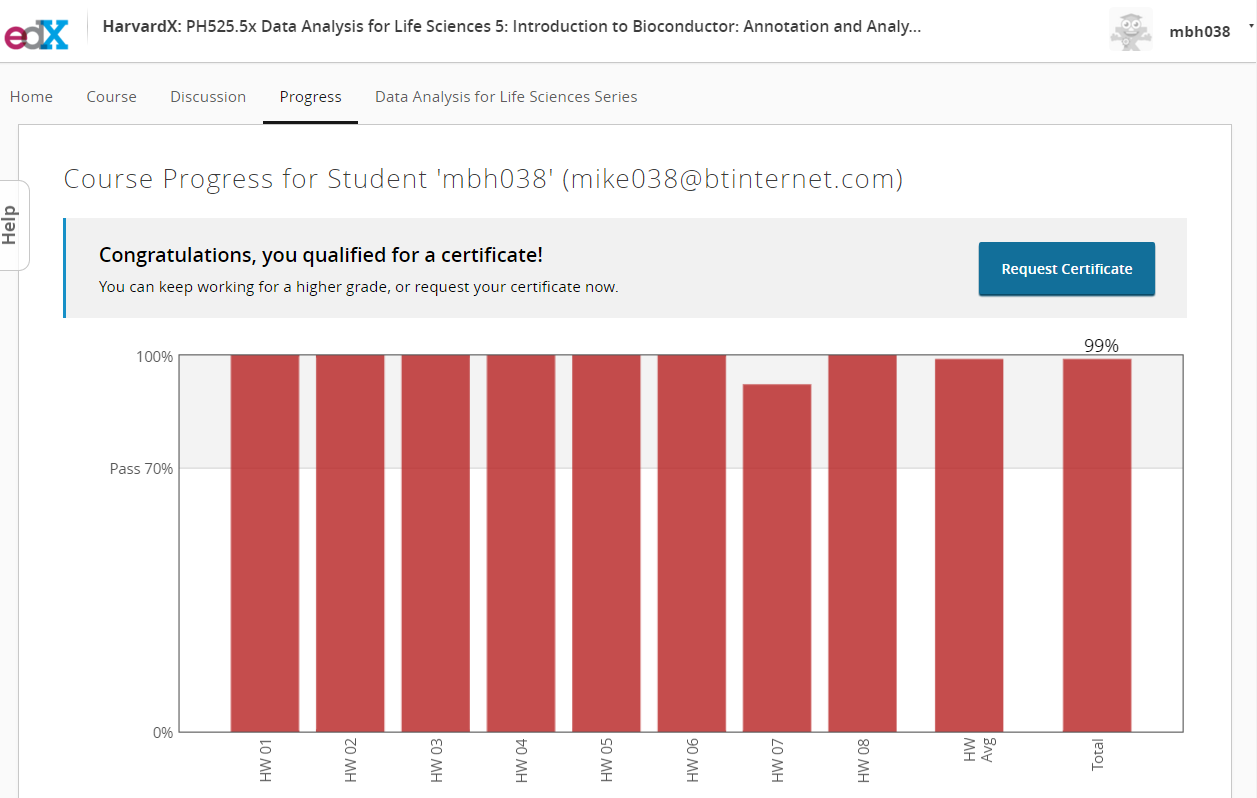 edX
HarvardX: PH525.5x Data Analysis for Life Sciences 5: Introduction to Bioconductor: Annotation and Analy...
mbh038
Home
Course
Discussion
Progress
Data Analysis for Life Sciences Series
Help
Course Progress for Student 'mbh038' (mike038@btinternet.com)
Congratulations, you qualified for a certificate!
You can keep working for a higher grade, or request your certificate now.
Request Certificate
99%
100%
Pass 70%
0%
HW 01
HW 02
HW 03
HW 04
HW 05
HW 06
HW 07
HW 08
HW
Avg
Total